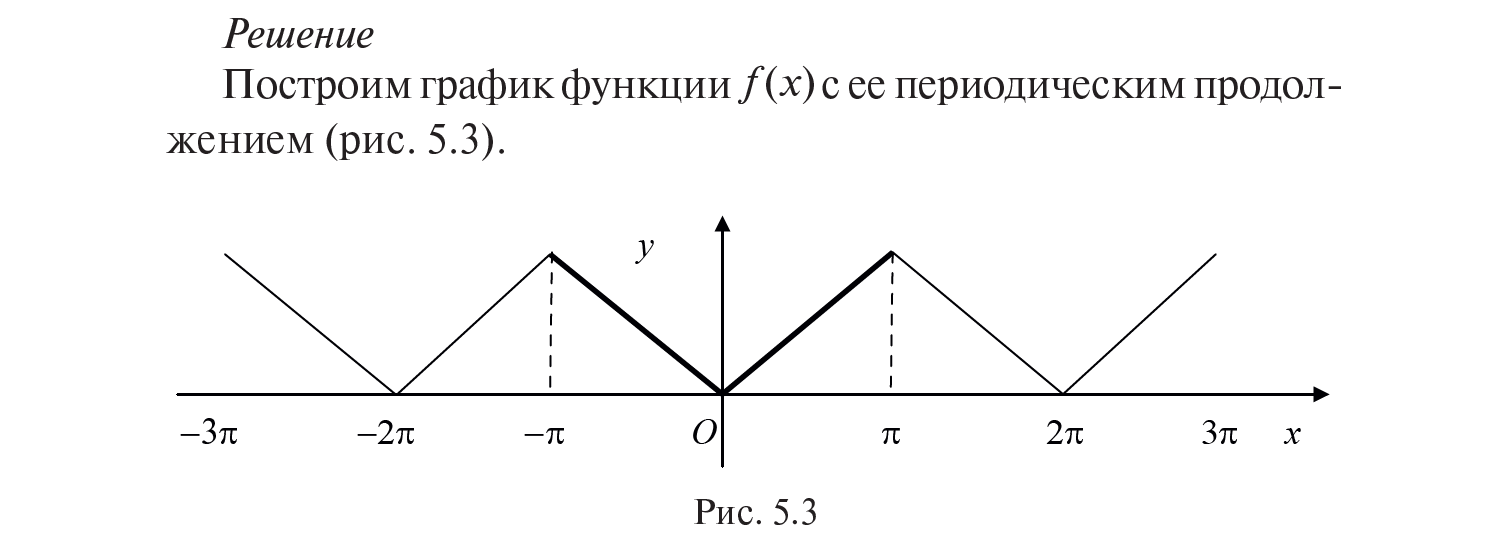 Решение
Построим график функции f(x) с ее периодическим продол-
жением (рис. 5.3).
y
–3π –2π –π O π 2π 3π x
Рис. 5.3